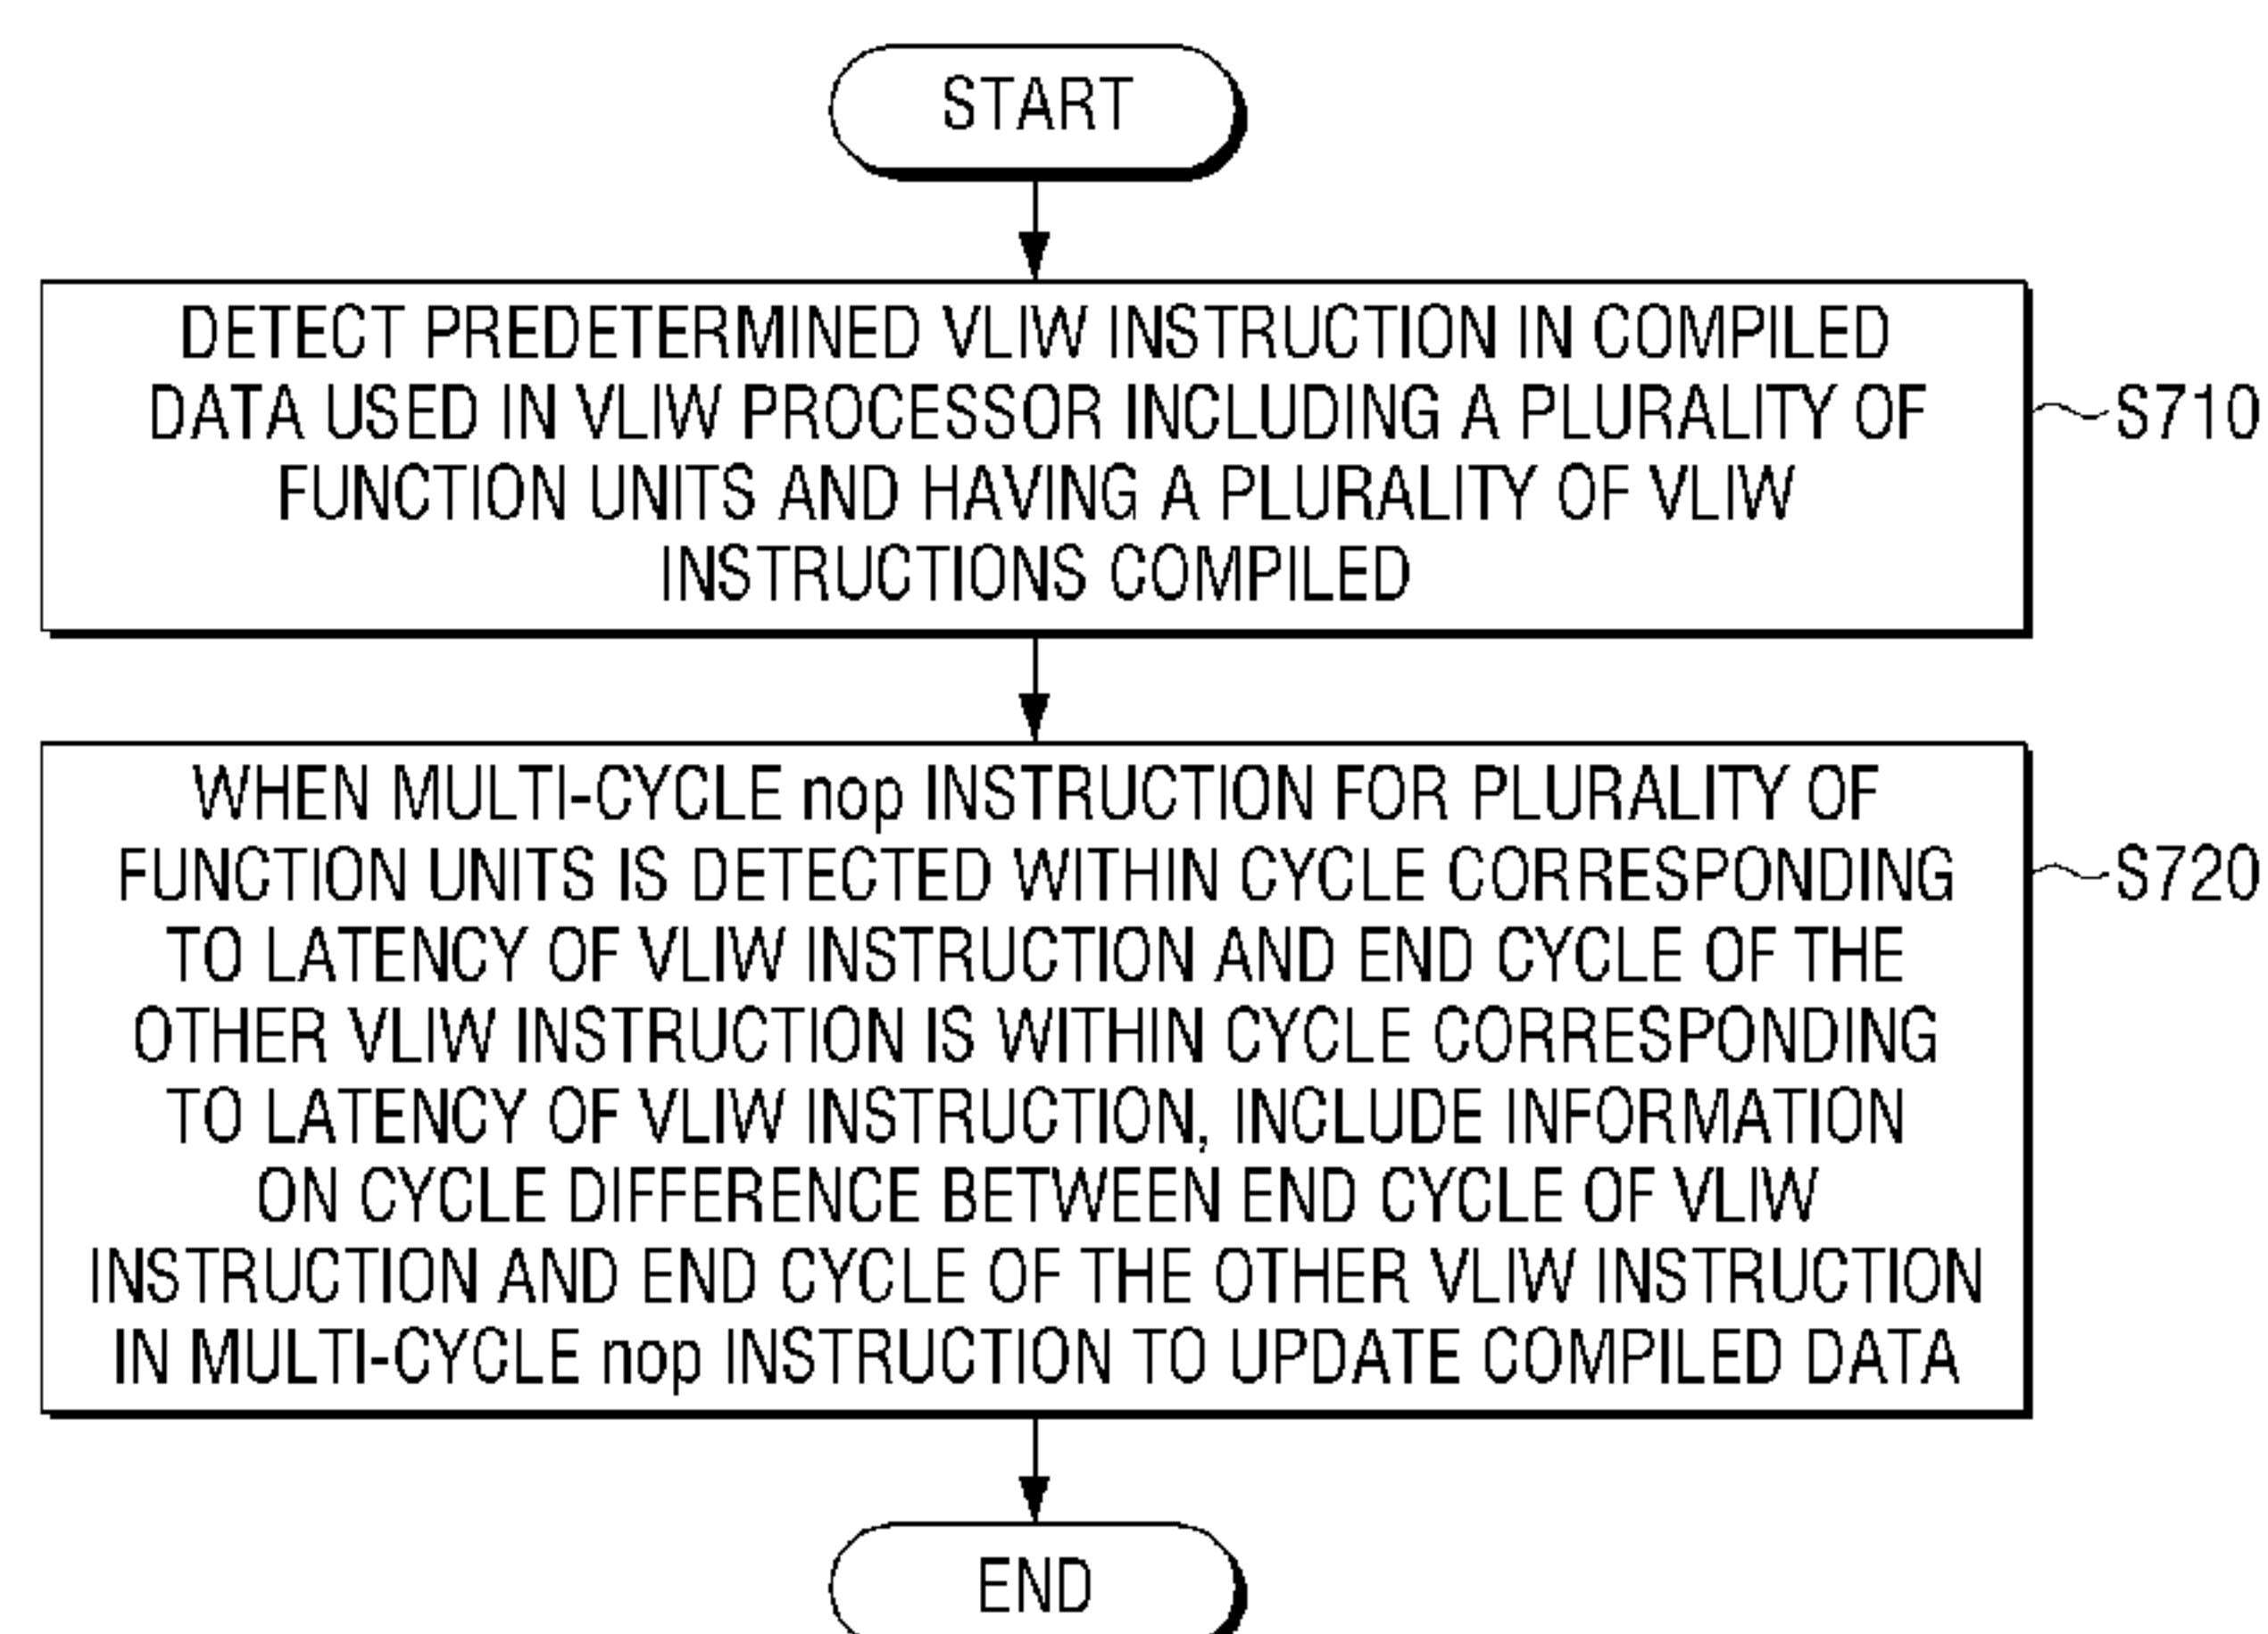 START
DETECT PREDETERMINED VLIW INSTRUCTION IN COMPILED
DATA USED IN VLIW PROCESSOR INCLUDING A PLURALITY OF
FUNCTION UNITS AND HAVING A PLURALITY OF VLIW
INSTRUCTIONS COMPILED
S710
WHEN MULTI-CYCLE nop INSTRUCTION FOR PLURALITY OF
FUNCTION UNITS IS DETECTED WITHIN CYCLE CORRESPONDING
TO LATENCY OF VLIW INSTRUCTION AND END CYCLE OF THE
OTHER VLIW INSTRUCTION IS WITHIN CYCLE CORRESPONDING
TO LATENCY OF VLIW INSTRUCTION, INCLUDE INFORMATION
ON CYCLE DIFFERENCE BETWEEN END CYCLE OF VLIW
INSTRUCTION AND END CYCLE OF THE OTHER VLIW INSTRUCTION
IN MULTI-CYCLE nop INSTRUCTION TO UPDATE COMPILED DATA
S720
END